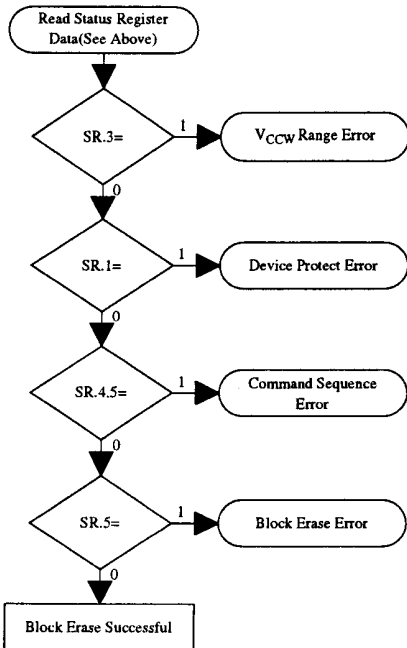 Read Status Register
Data(See Above)
SR.3=
1
VCCW Range Error
0
SR.1=
1
Device Protect Error
0
SR.4.5=
1
Command Sequence
Error
0
SR.5=
1
Block Erase Error
0
Block Erase Successful